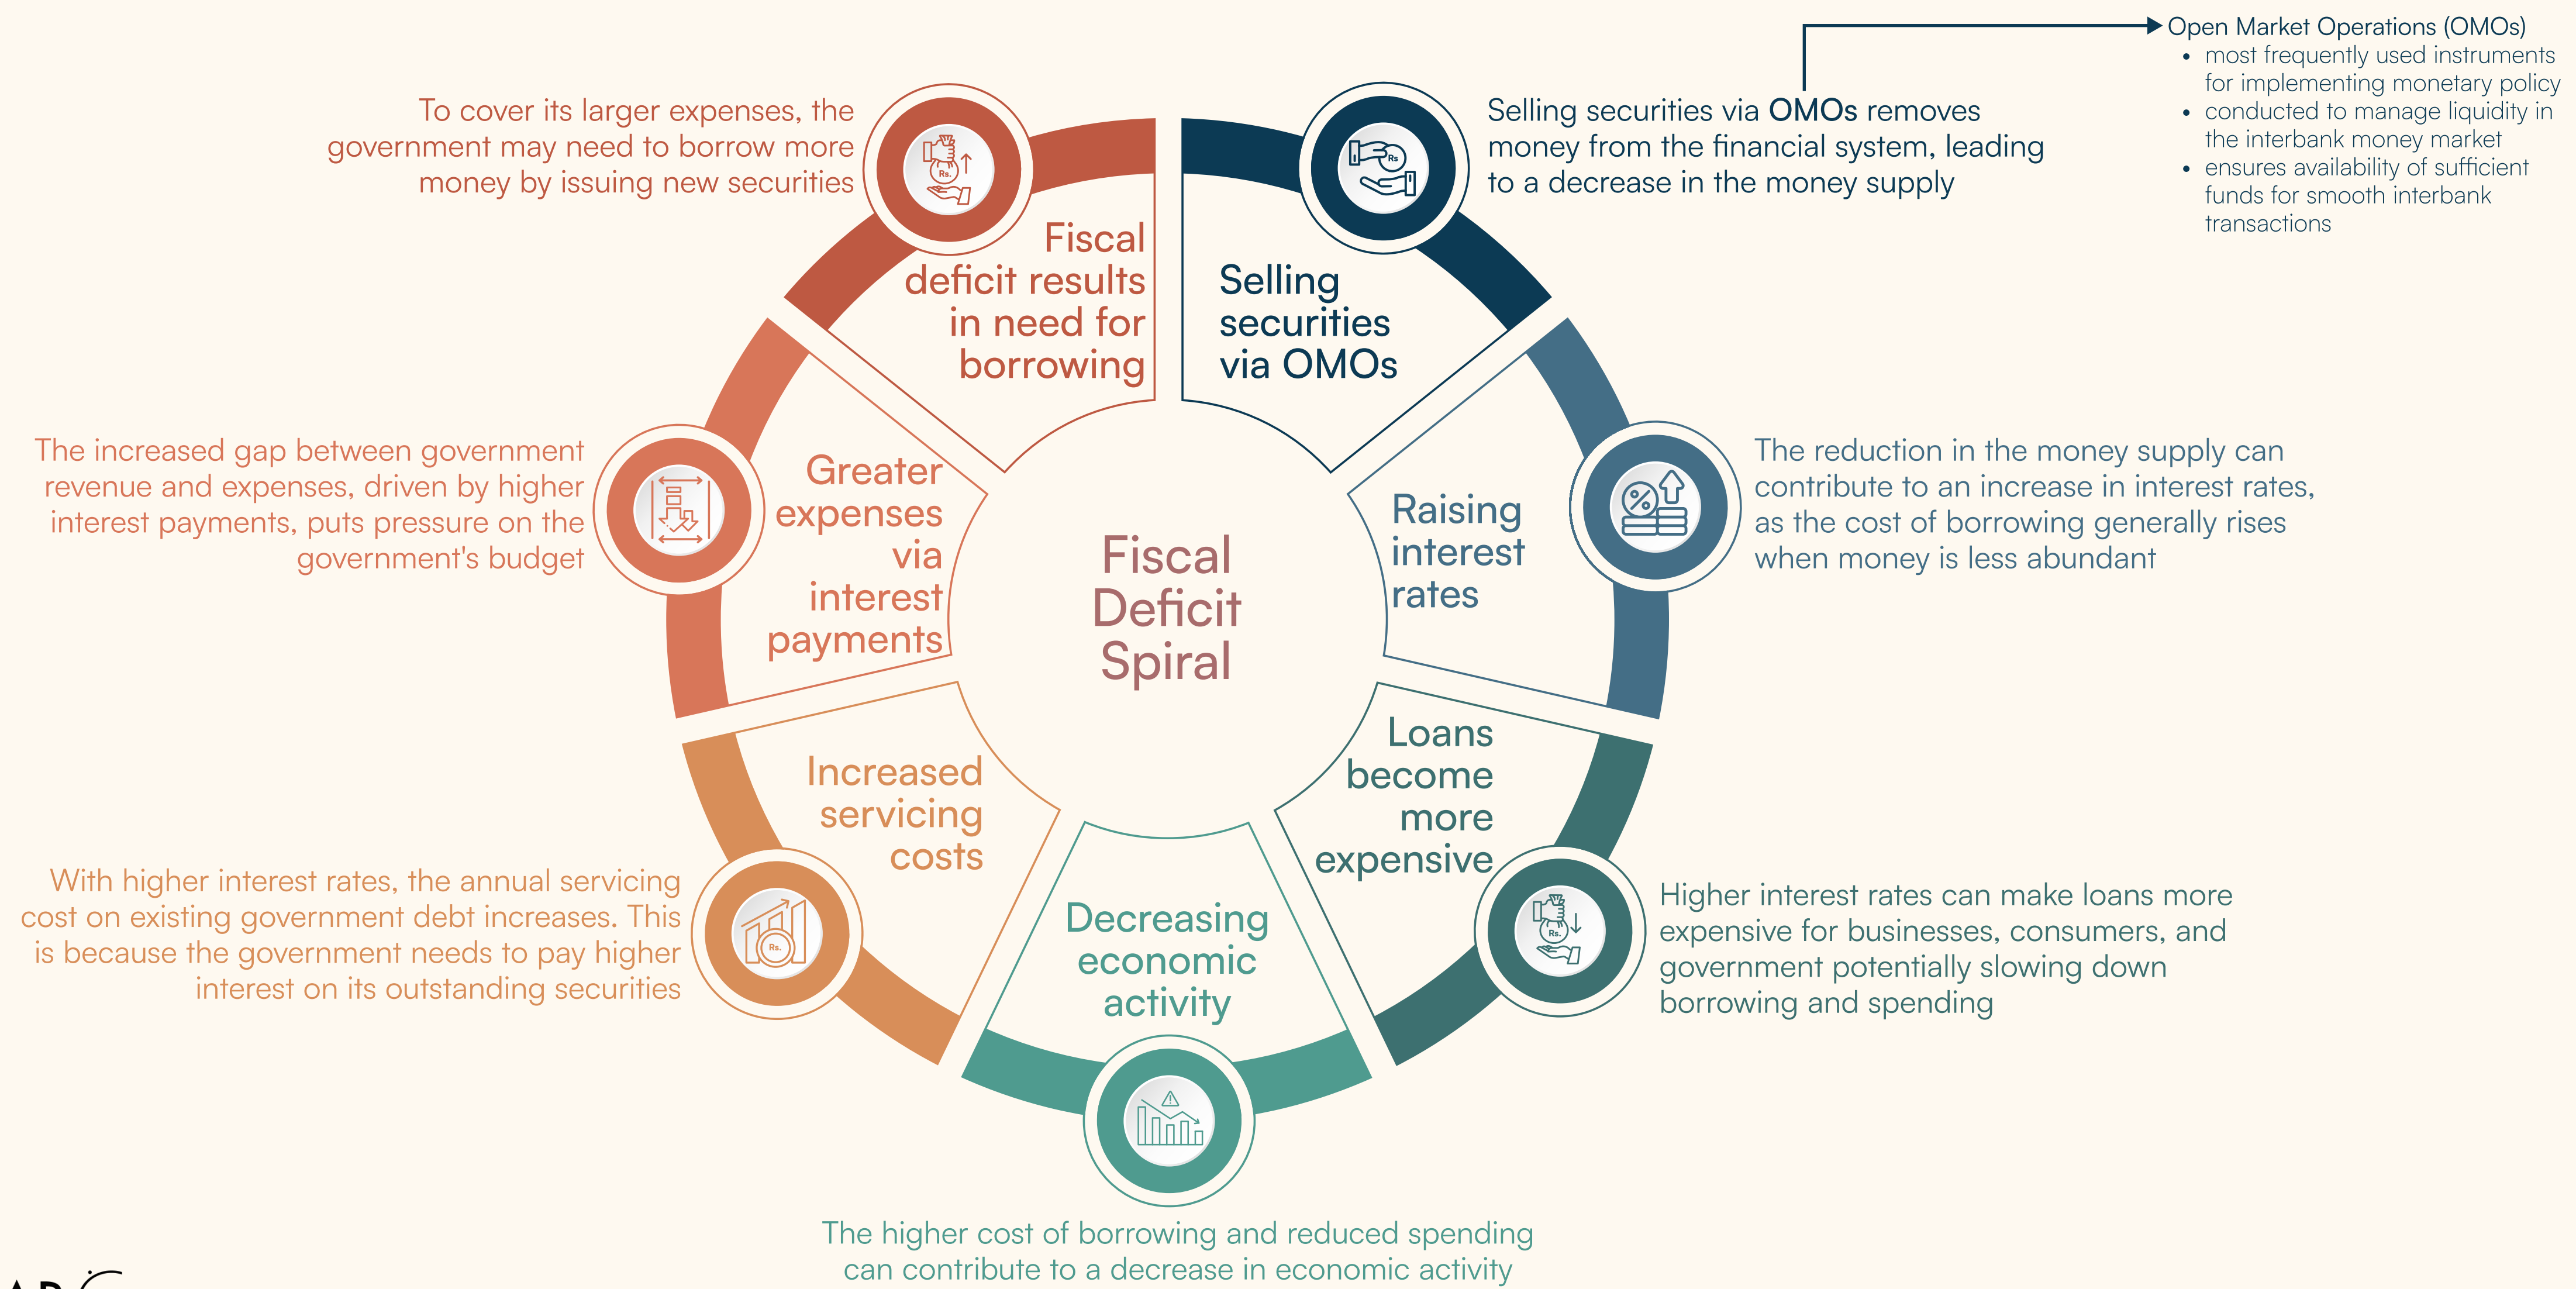 Open Market Operations (OMOs)
• most frequently used instruments
for implementing monetary policy
• conducted to manage liquidity in
the interbank money market
• ensures availability of sufficient
funds for smooth interbank
transactions
Selling securities via OMOs removes
money from the financial system, leading
to a decrease in the money supply
Selling
securities
via OMOs
Rs
The reduction in the money supply can
contribute to an increase in interest rates,
as the cost of borrowing generally rises
when money is less abundant
Raising
interest
rates
%
Loans
become
more
expensive
Rs.
Higher interest rates can make loans more
expensive for businesses, consumers, and
government potentially slowing down
borrowing and spending
Decreasing
economic
activity
The higher cost of borrowing and reduced spending
can contribute to a decrease in economic activity
Increased
servicing
costs
Rs.
With higher interest rates, the annual servicing
cost on existing government debt increases. This
is because the government needs to pay higher
interest on its outstanding securities
Greater
expenses
via
interest
payments
The increased gap between government
revenue and expenses, driven by higher
interest payments, puts pressure on the
government's budget
Fiscal
deficit results
in need for
borrowing
Rs.
To cover its larger expenses, the
government may need to borrow more
money by issuing new securities
Fiscal
Deficit
Spiral